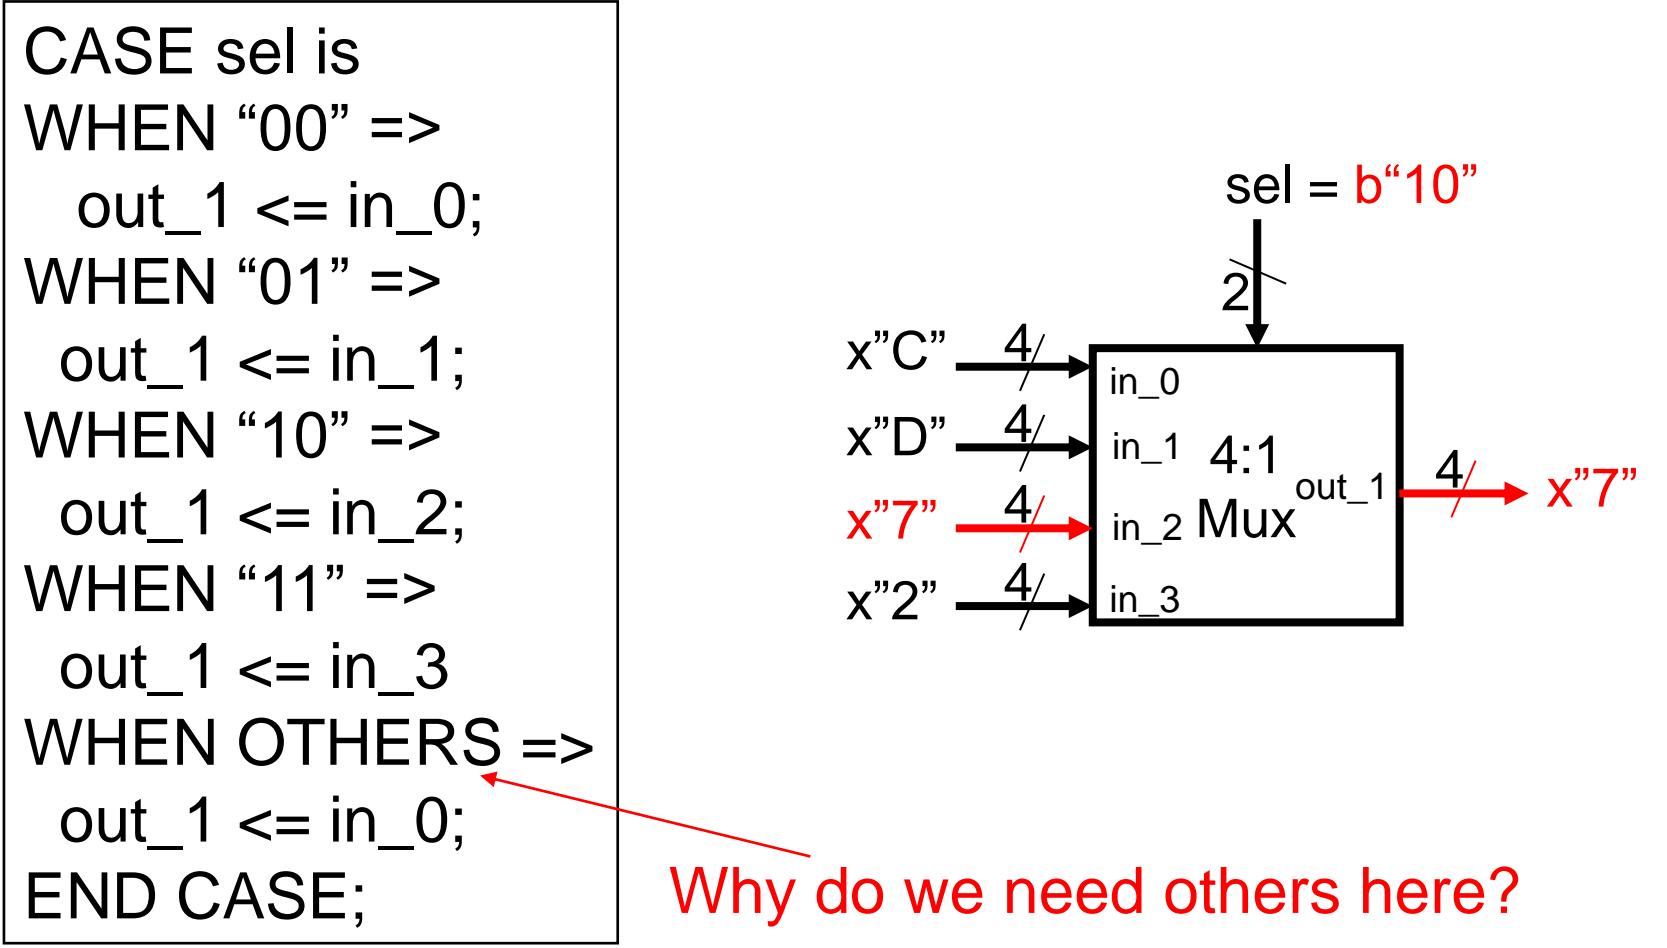 CASE sel is
WHEN “00” =>
out_1 <= in_0;
WHEN “01” =>
out_1 <= in_1;
WHEN “10” =>
out_1 <= in_2;
WHEN “11” =>
out_1 <= in_3
WHEN OTHERS =>
out_1 <= in_0;
END CASE;
sel = b“10”
2
x”C” 4
in_0
x”D” 4
in_1
x”7” 4
in_2
x”2” 4
in_3
4:1
Mux
out_1
4
x”7”
Why do we need others here?